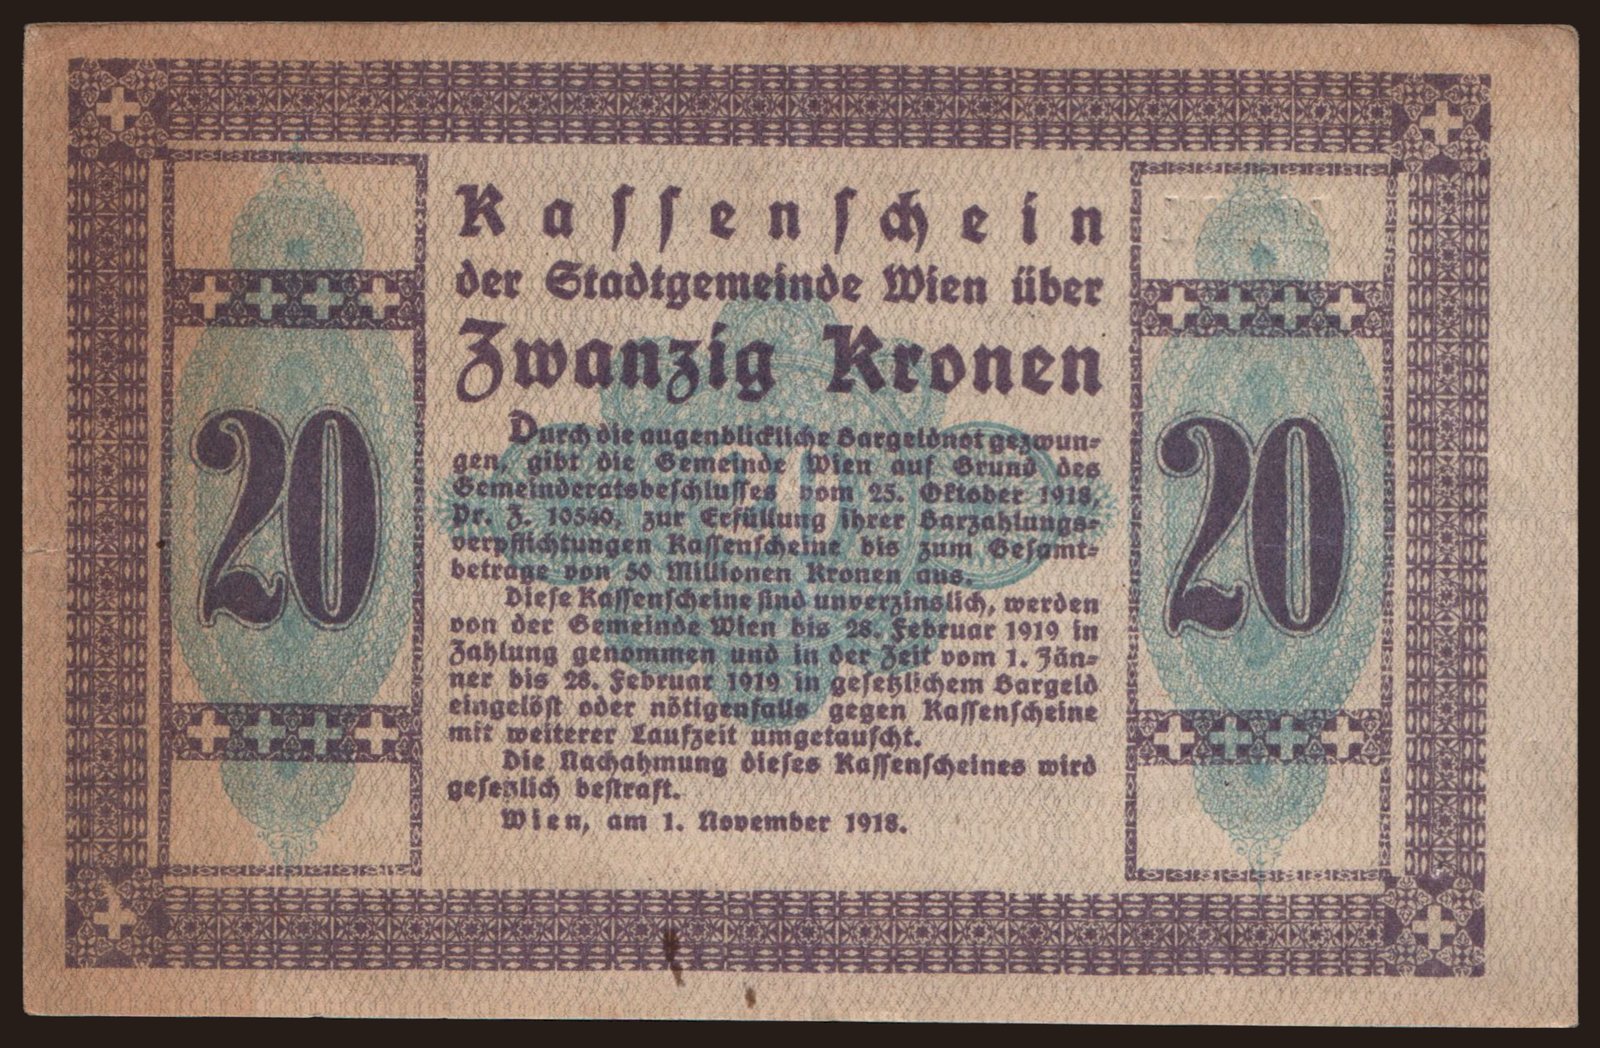 Kassenschein
der Stadtgemeinde Wien über
Zwanzig Kronen
20
20
Durch die augenblickliche Bargeldnot gezwun-
gen, gibt die Gemeinde Wien auf Grund des
Gemeinderatsbeschlusses vom 25. Oktober 1918,
Pr. Z. 10540, zur Erfüllung ihrer Barzahlungs-
verpflichtungen Kassenscheine bis zum Gesamt-
betrage von 50 Millionen Kronen aus.
Diese Kassenscheine sind unverzinslich, werden
von der Gemeinde Wien bis 28. Februar 1919 in
Zahlung genommen und in der Zeit vom 1. Jän-
ner bis 28. Februar 1919 in gesetzlichem Bargeld
eingelöst oder nötigenfalls gegen Kassenscheine
mit weiterer Laufzeit umgetauscht.
Die Nachahmung dieses Kassenscheines wird
gesetzlich bestraft.
Wien, am 1. November 1918.